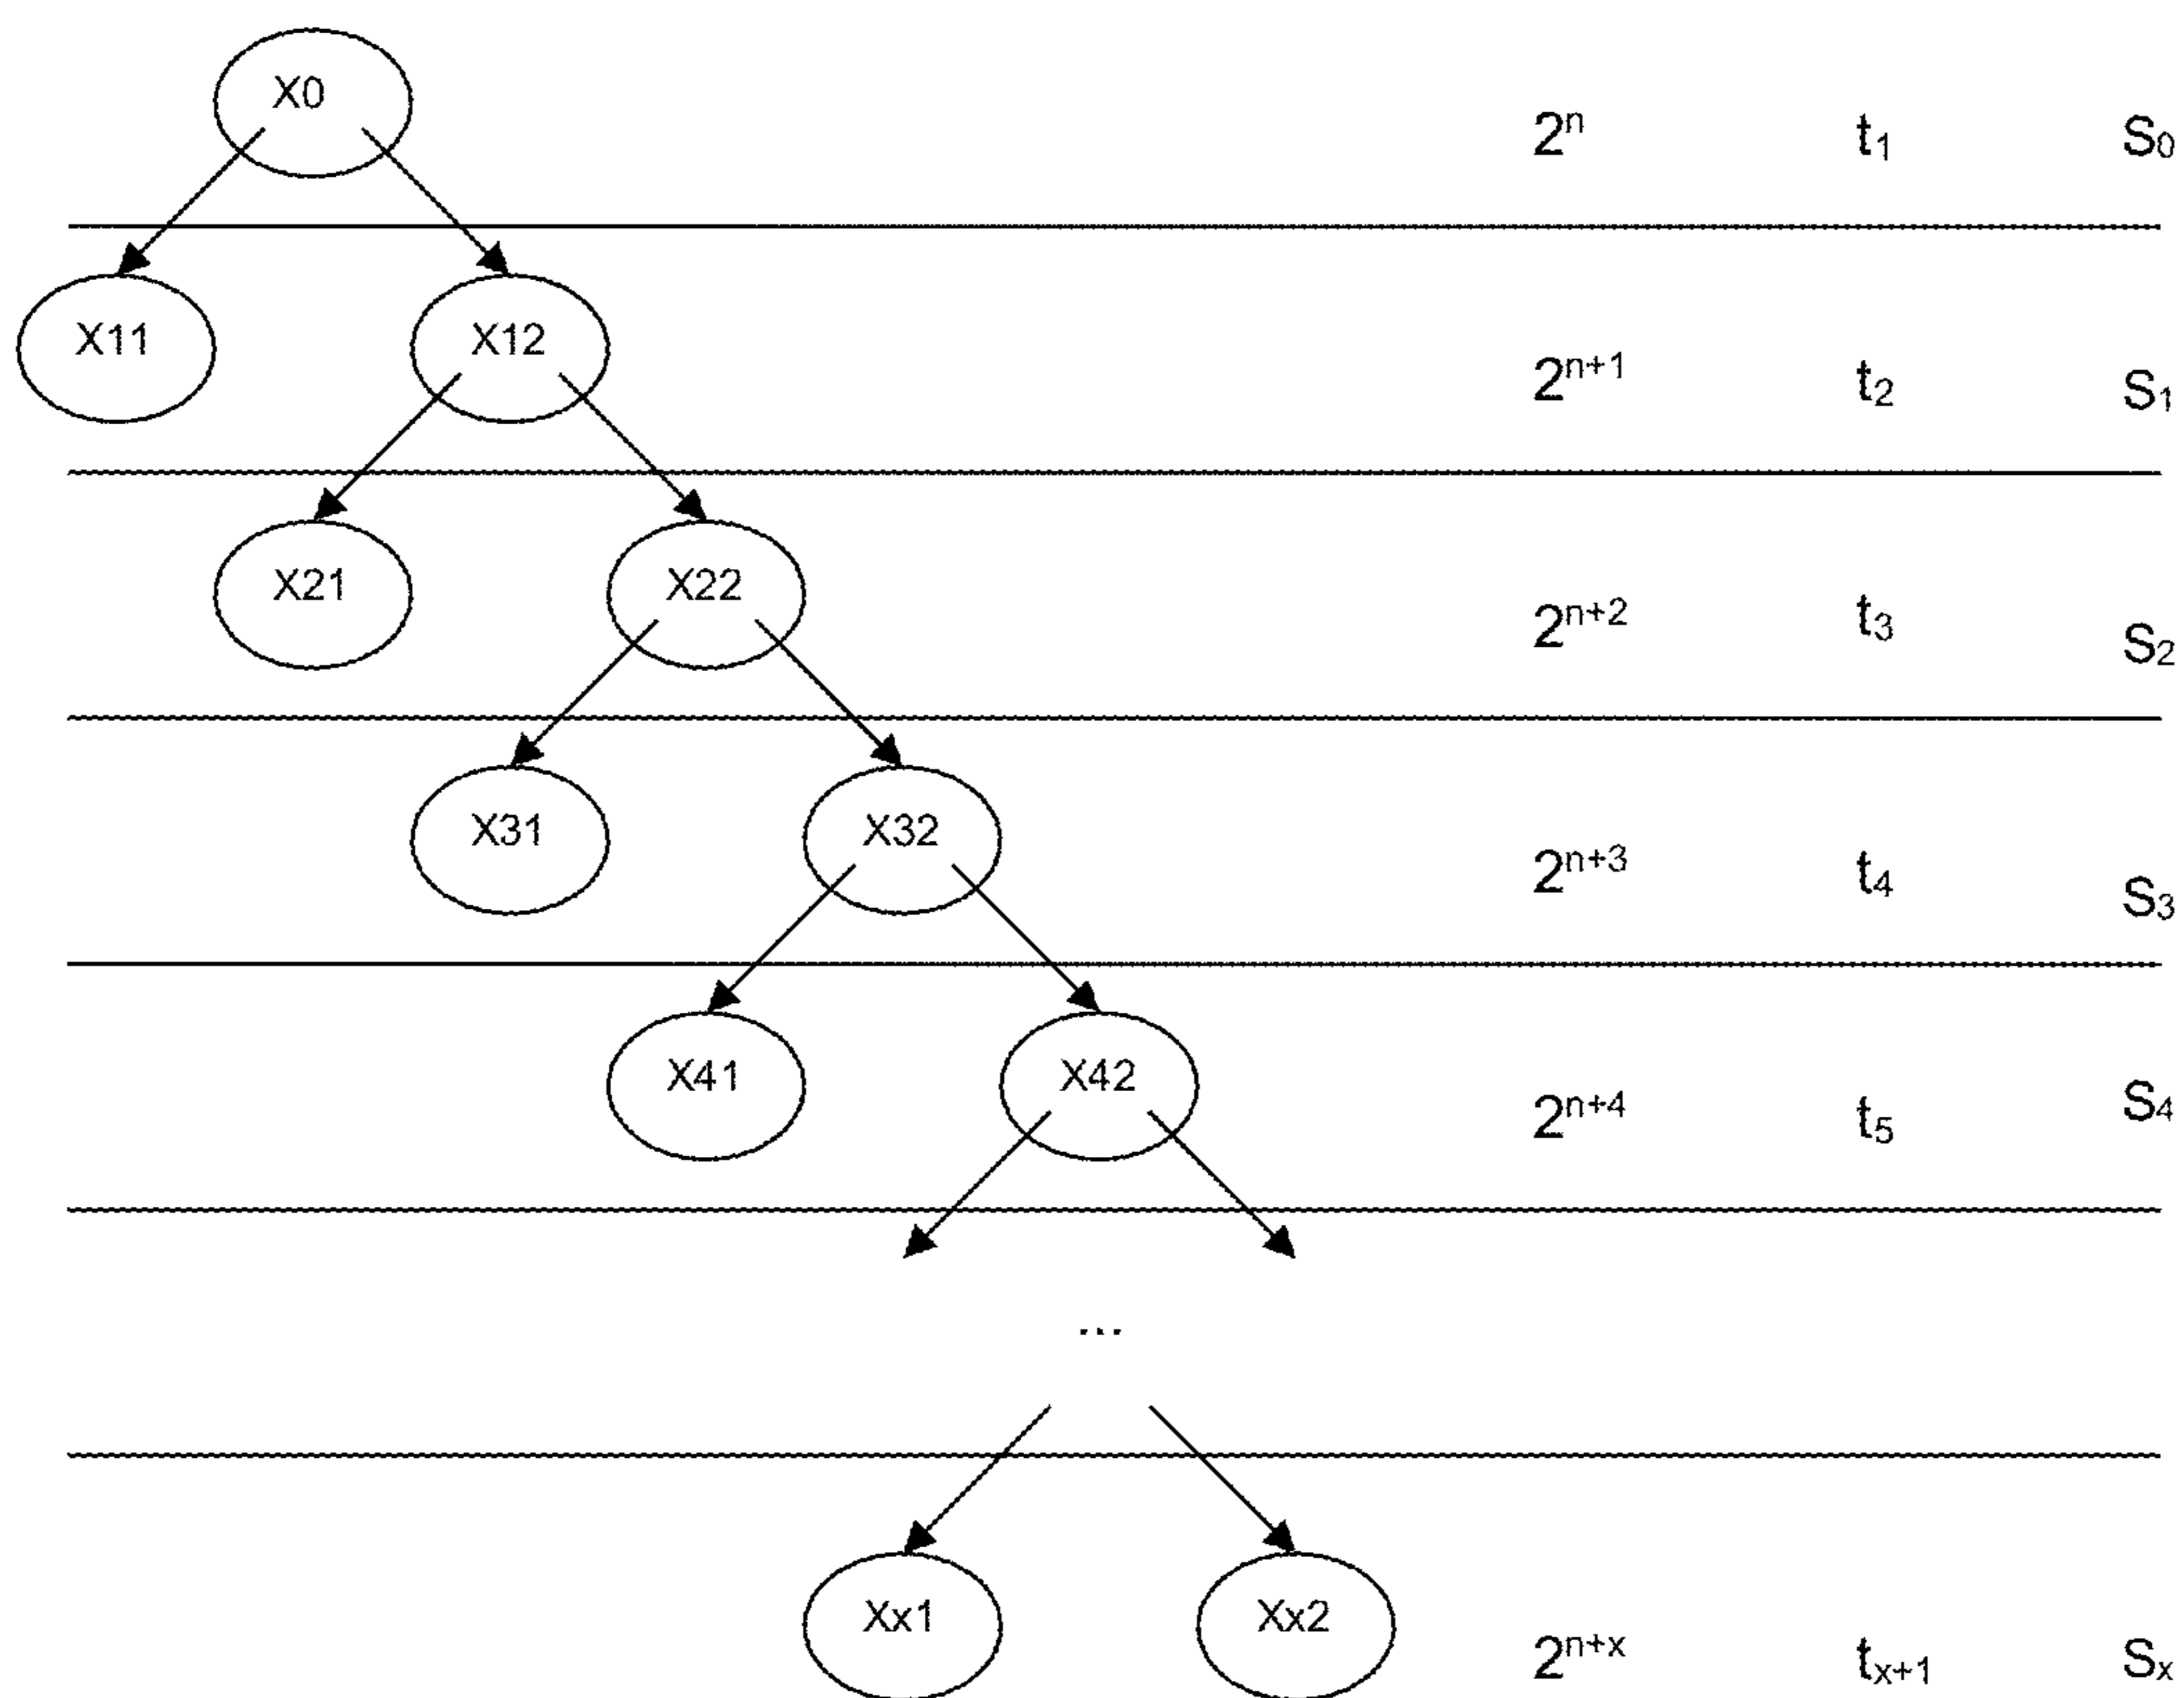 X0 2ⁿ t₁ S₀
X11 X12 2ⁿ⁺¹ t₂ S₁
X21 X22 2ⁿ⁺² t₃ S₂
X31 X32 2ⁿ⁺³ t₄ S₃
X41 X42 2ⁿ⁺⁴ t₅ S₄
...
Xx1 Xx2 2ⁿ⁺ˣ tₓ₊₁ Sₓ